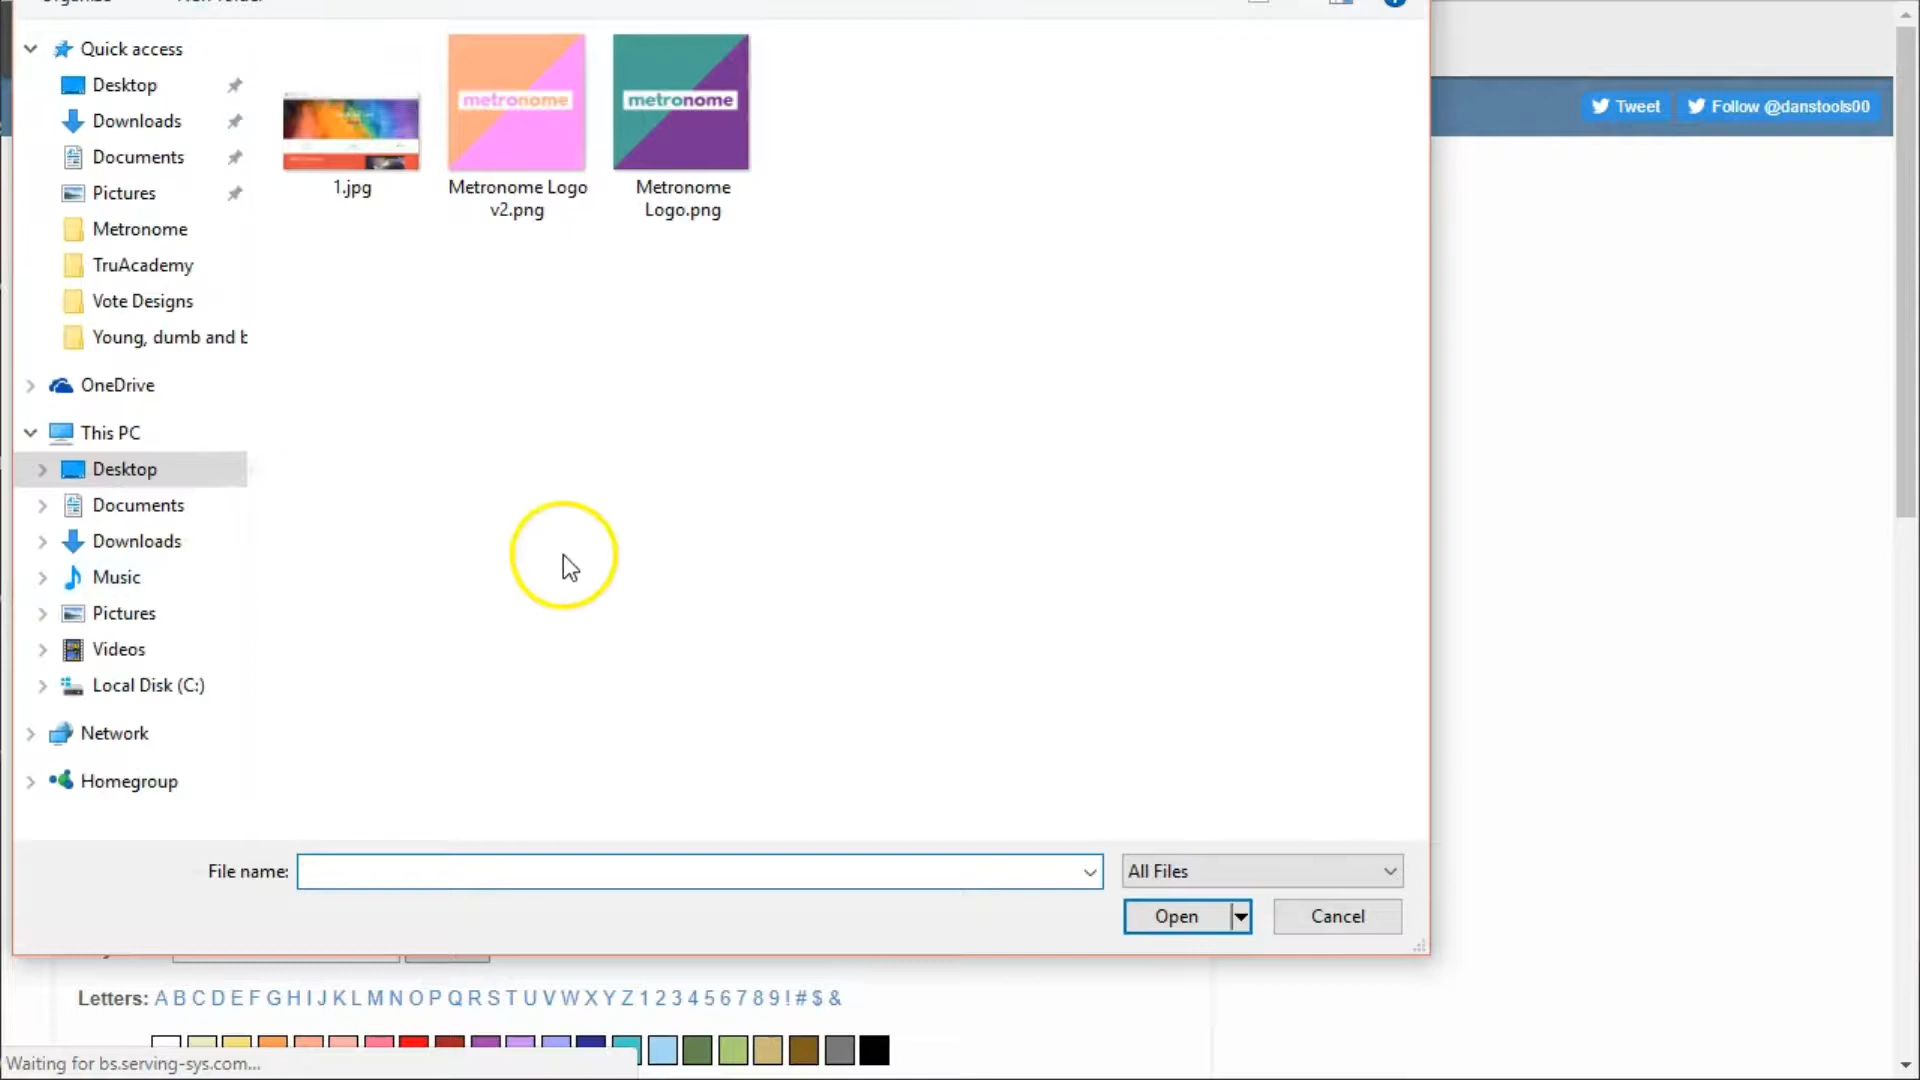 Organize New folder
Quick access
Desktop
Downloads
Documents
Pictures
Metronome
TruAcademy
Vote Designs
Young, dumb and b
OneDrive
This PC
Desktop
Documents
Downloads
Music
Pictures
Videos
Local Disk (C:)
Network
Homegroup
metronome
metronome
1.jpg
Metronome Logo
v2.png
Metronome
Logo.png
Tweet
Follow @danstools00
File name:
All Files
Open
Cancel
Letters: A B C D E F G H I J K L M N O P Q R S T U V W X Y Z 1 2 3 4 5 6 7 8 9 ! # $ &
Waiting for bs.serving-sys.com...